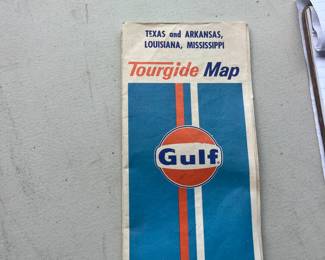 TEXAS and ARKANSAS,
LOUISIANA, MISSISSIPPI
Tourgide Map
Gulf